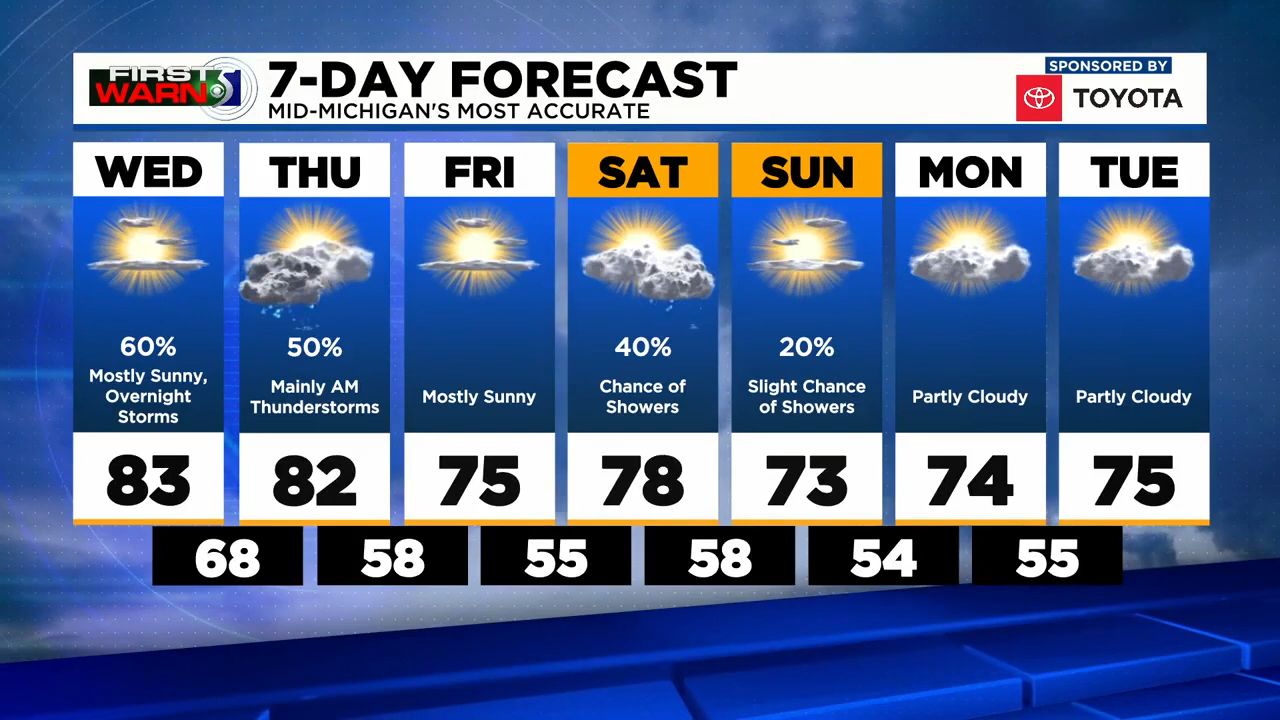 FIRST
WARN 5
7-DAY FORECAST
MID-MICHIGAN'S MOST ACCURATE
SPONSORED BY
TOYOTA
WED
THU
FRI
SAT
SUN
MON
TUE
60%
50%
40%
20%
Mostly Sunny,
Overnight
Storms
Mainly AM
Thunderstorms
Mostly Sunny
Chance of
Showers
Slight Chance
of Showers
Partly Cloudy
Partly Cloudy
83
82
75
78
73
74
75
68
58
55
58
54
55